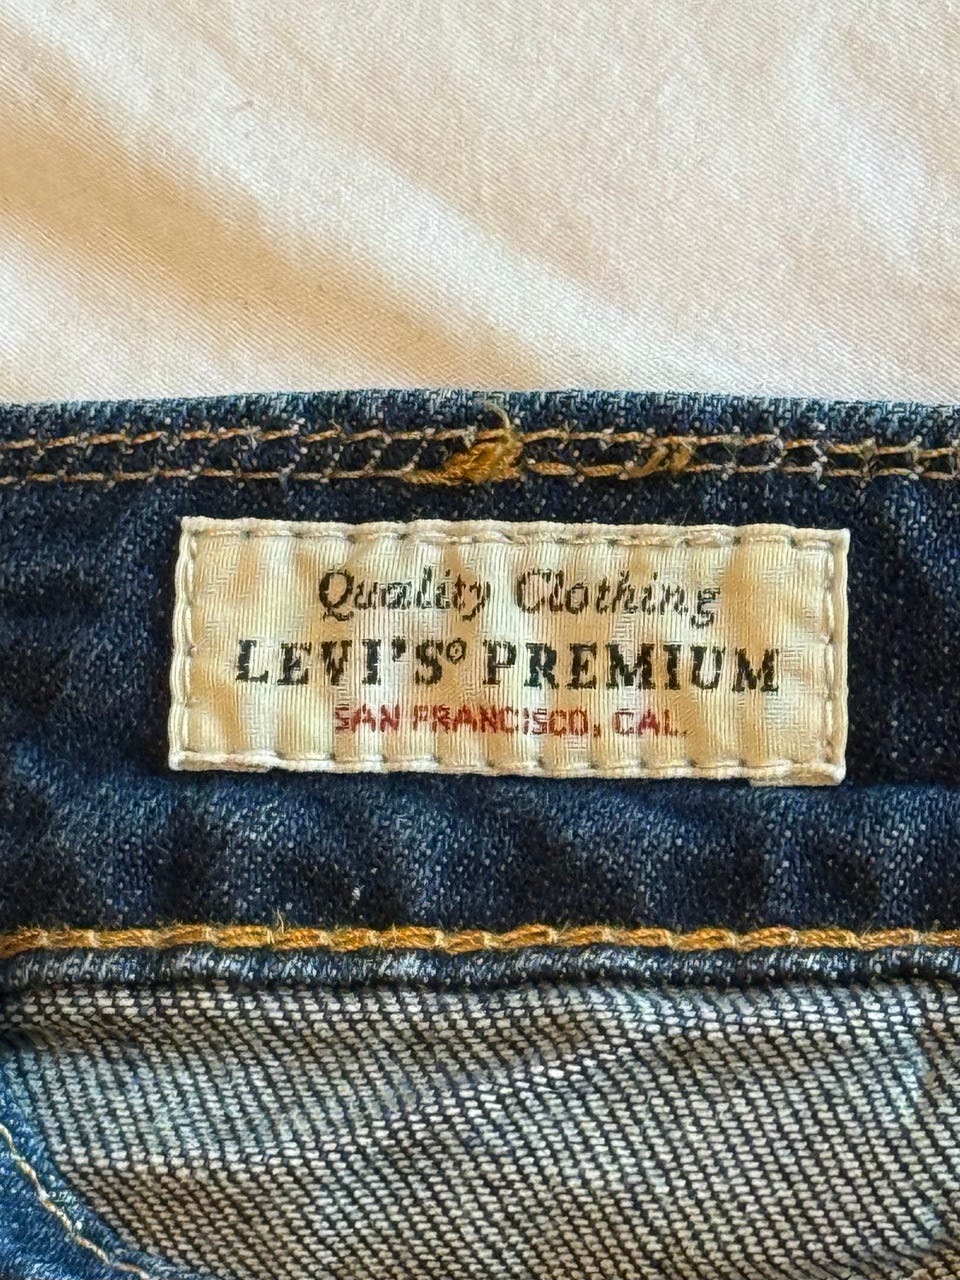 Quality Clothing
LEVI'S® PREMIUM
SAN FRANCISCO, CAL.